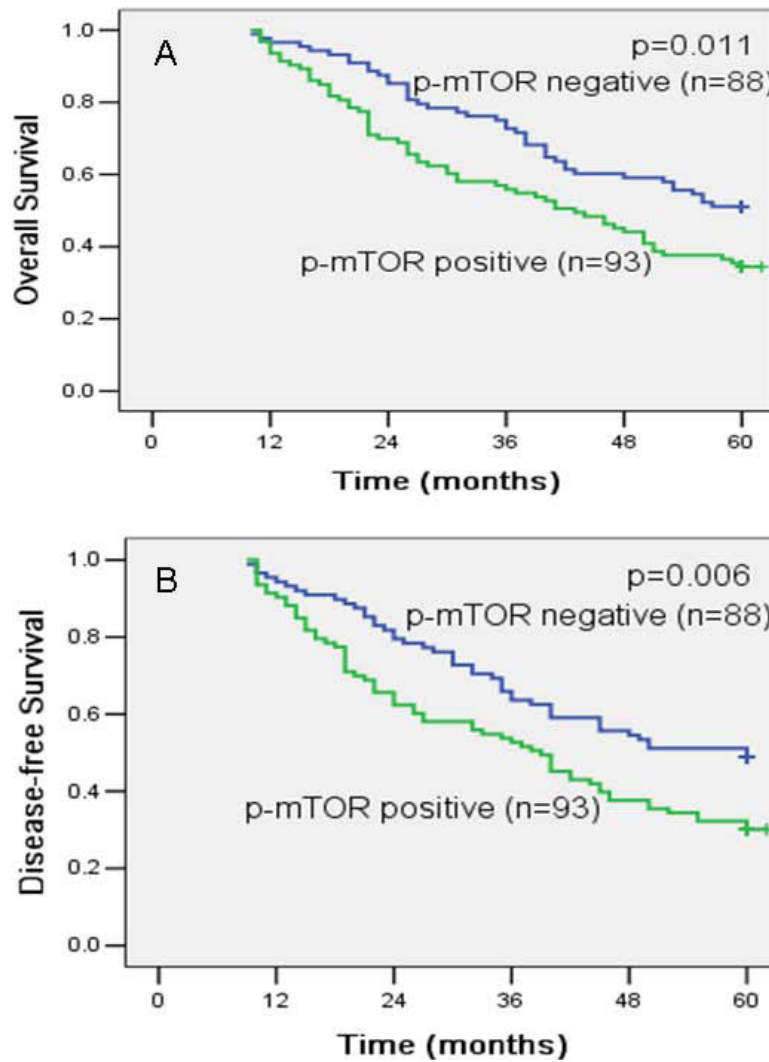 A
p=0.011
p-mTOR negative (n=88)
p-mTOR positive (n=93)
Overall Survival
1.0
0.8
0.6
0.4
0.2
0.0
0 12 24 36 48 60
Time (months)
B
p=0.006
p-mTOR negative (n=88)
p-mTOR positive (n=93)
Disease-free Survival
1.0
0.8
0.6
0.4
0.2
0.0
0 12 24 36 48 60
Time (months)